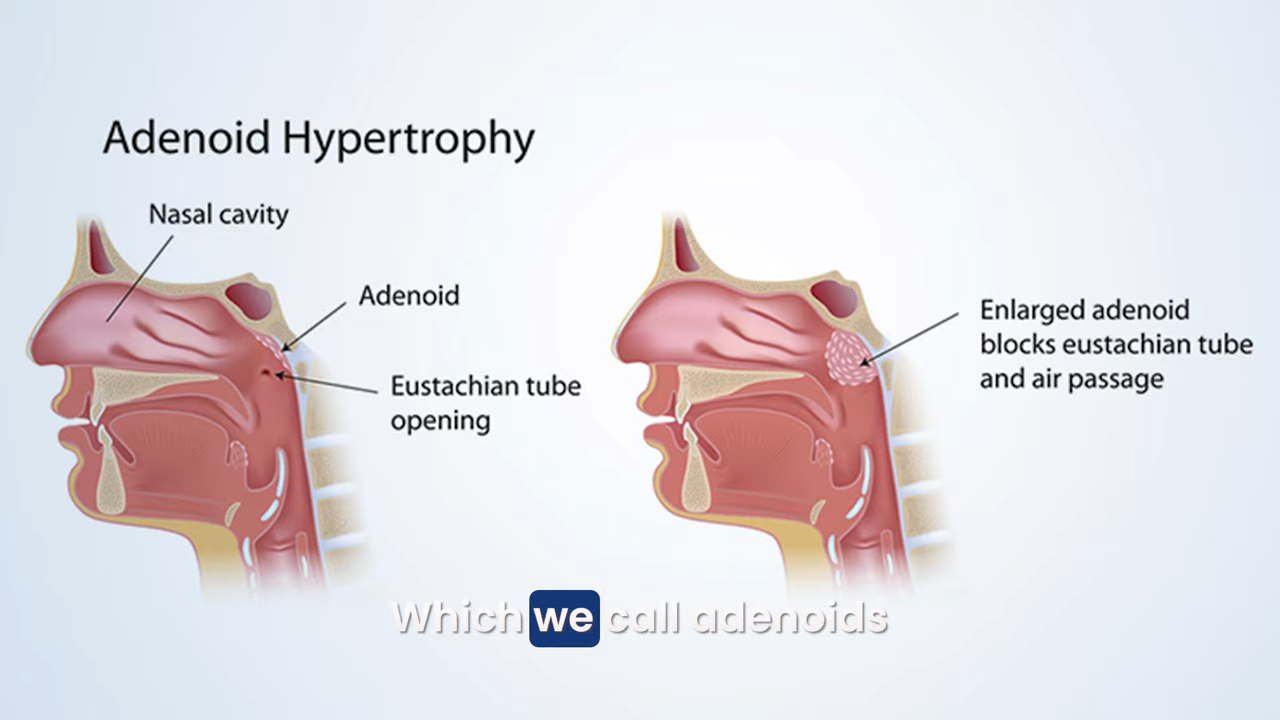 Adenoid Hypertrophy
Nasal cavity
Adenoid
Eustachian tube
opening
Enlarged adenoid
blocks eustachian tube
and air passage
Which we call adenoids